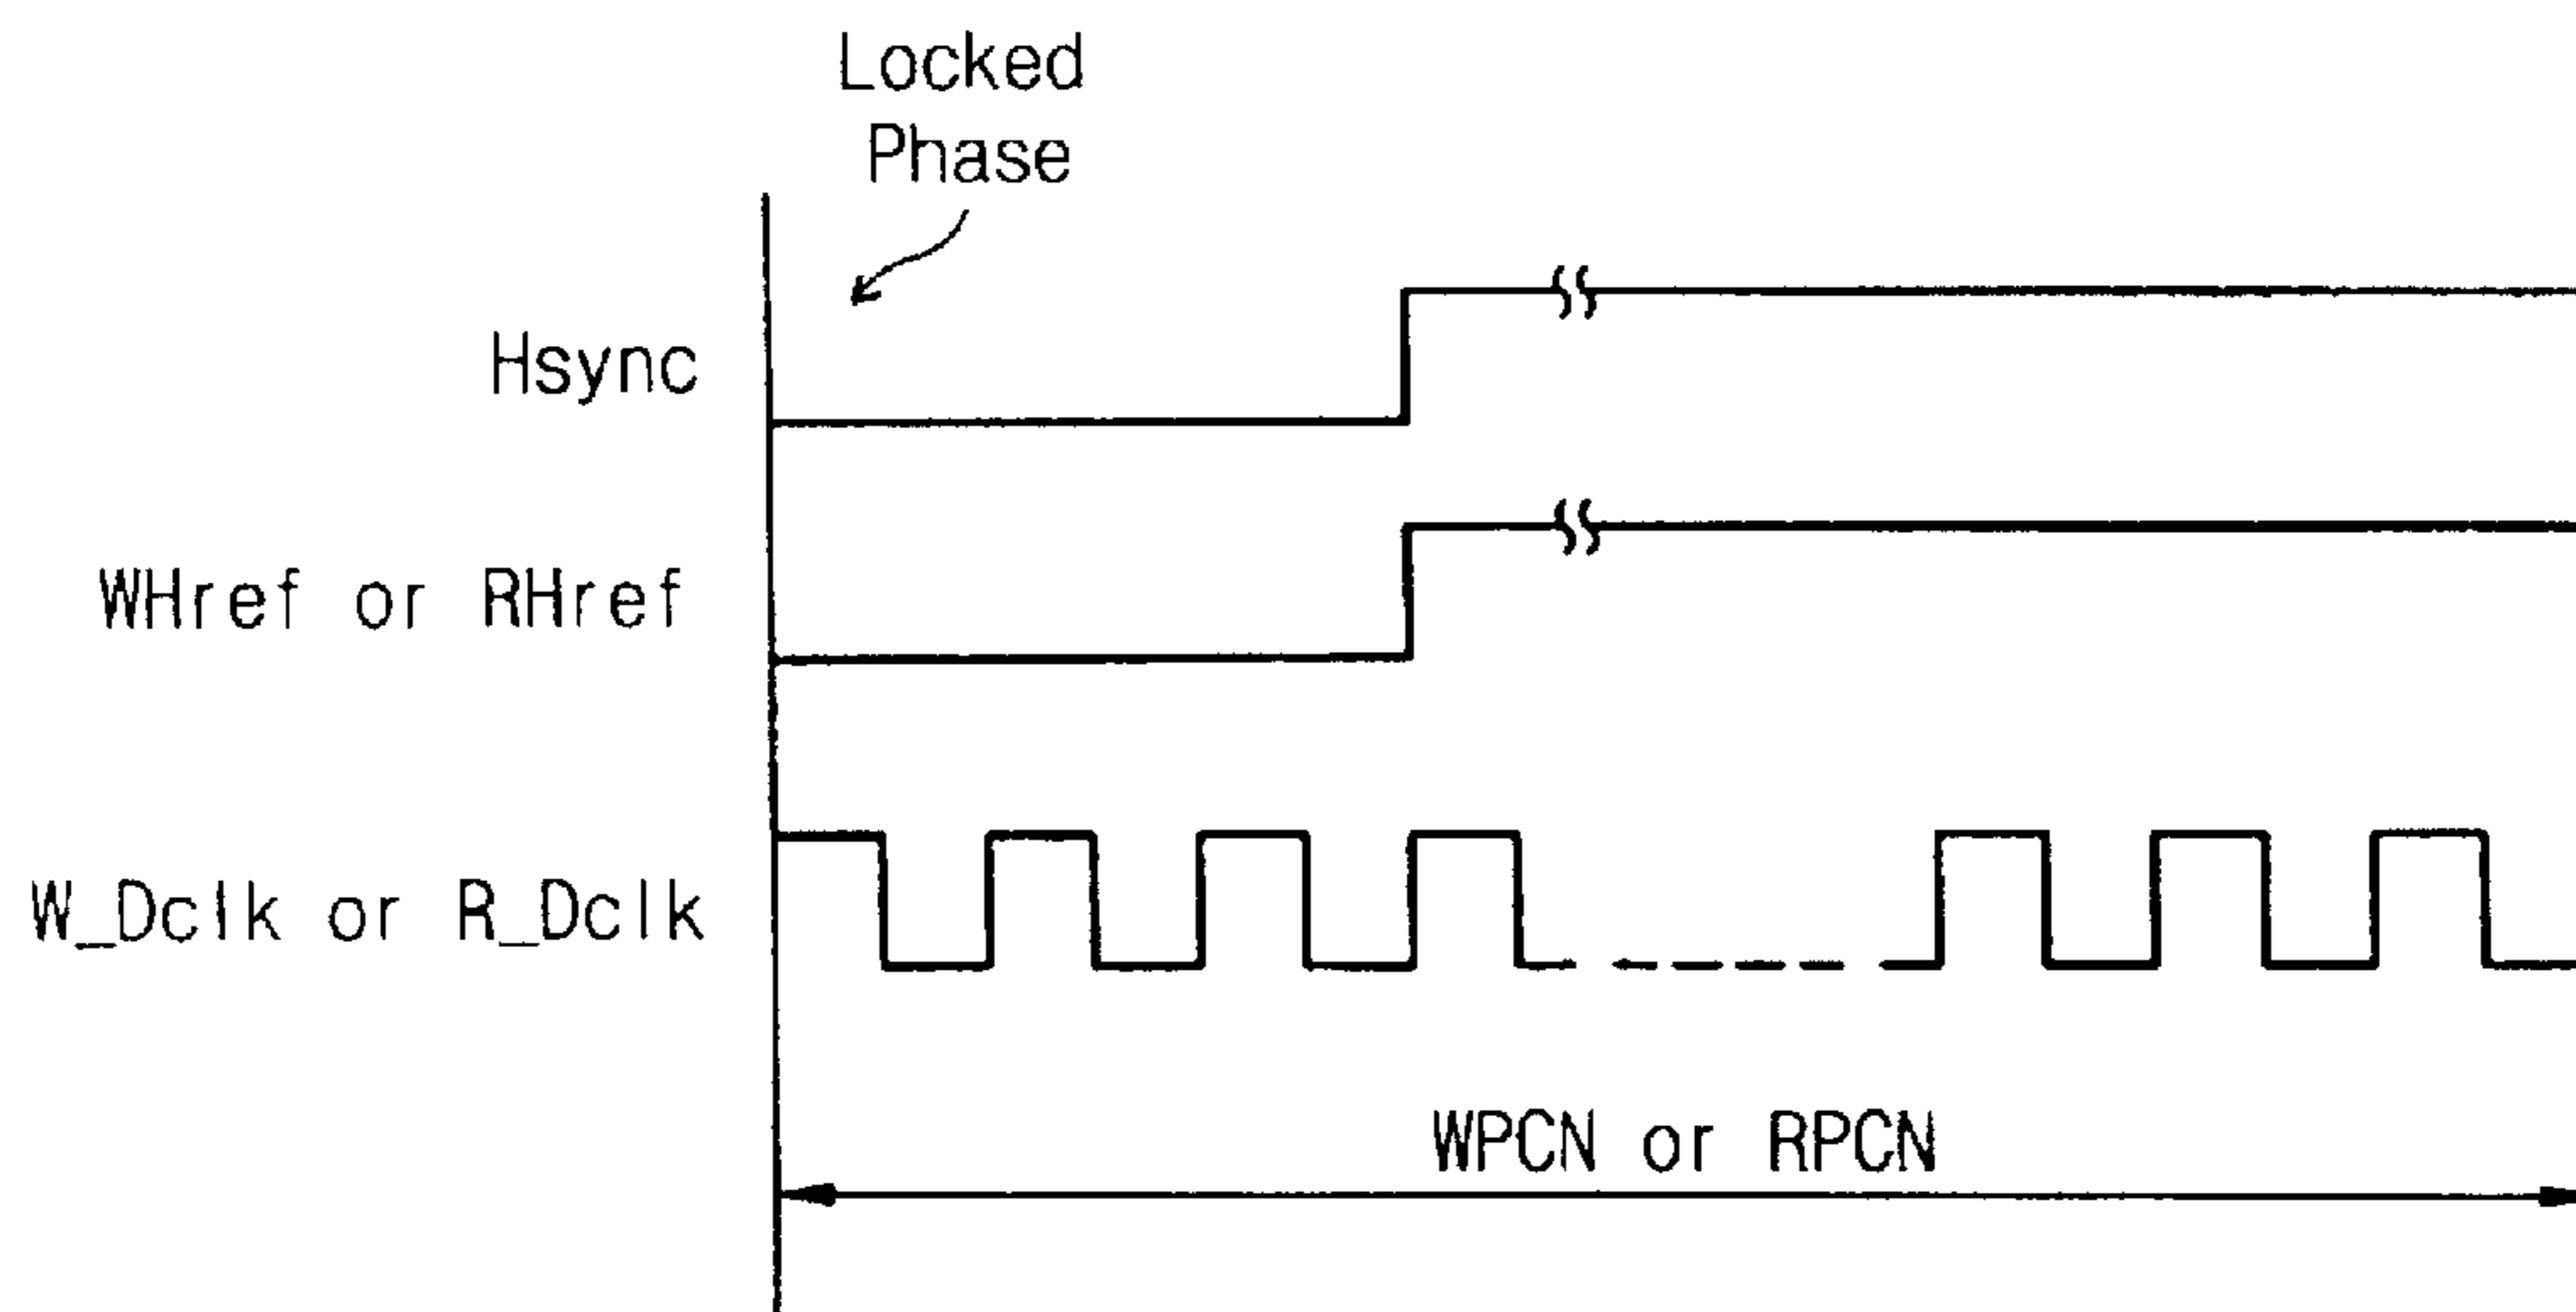 Locked
Phase
Hsync
WHref or RHref
W_Dclk or R_Dclk
WPCN or RPCN